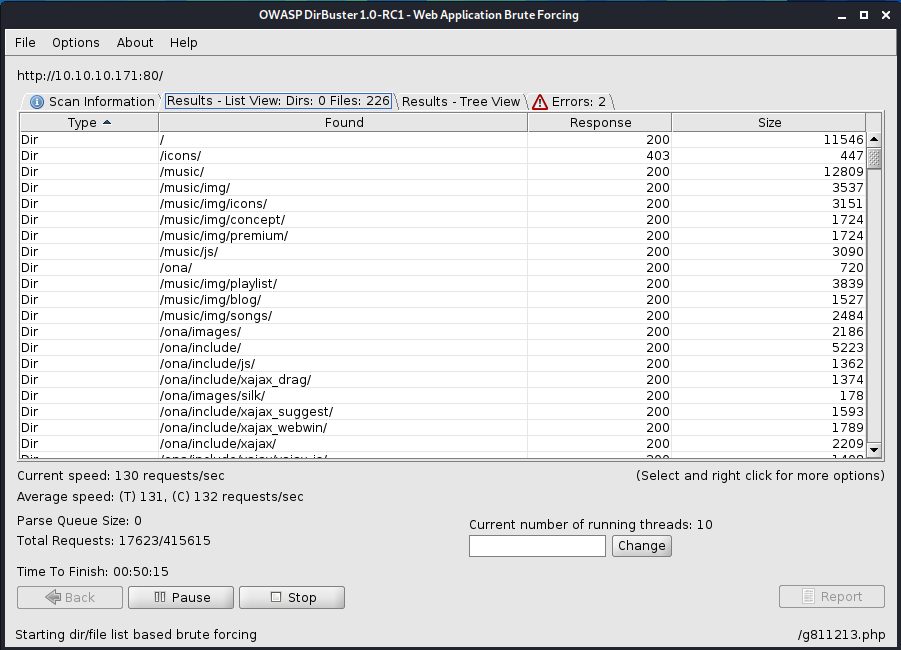 OWASP DirBuster 1.0-RC1 - Web Application Brute Forcing
File Options About Help
http://10.10.10.171:80/
Scan Information Results - List View: Dirs: 0 Files: 226 Results - Tree View Errors: 2
Type Found Response Size
Dir / 200 11546
Dir /icons/ 403 447
Dir /music/ 200 12809
Dir /music/img/ 200 3537
Dir /music/img/icons/ 200 3151
Dir /music/img/concept/ 200 1724
Dir /music/img/premium/ 200 1724
Dir /music/js/ 200 3090
Dir /ona/ 200 720
Dir /music/img/playlist/ 200 3839
Dir /music/img/blog/ 200 1527
Dir /music/img/songs/ 200 2484
Dir /ona/images/ 200 2186
Dir /ona/include/ 200 5223
Dir /ona/include/js/ 200 1362
Dir /ona/include/xajax_drag/ 200 1374
Dir /ona/images/silk/ 200 178
Dir /ona/include/xajax_suggest/ 200 1593
Dir /ona/include/xajax_webwin/ 200 1789
Dir /ona/include/xajax/ 200 2209
Current speed: 130 requests/sec (Select and right click for more options)
Average speed: (T) 131, (C) 132 requests/sec
Parse Queue Size: 0
Current number of running threads: 10
Total Requests: 17623/415615
Change
Time To Finish: 00:50:15
Back Pause Stop Report
Starting dir/file list based brute forcing /g811213.php